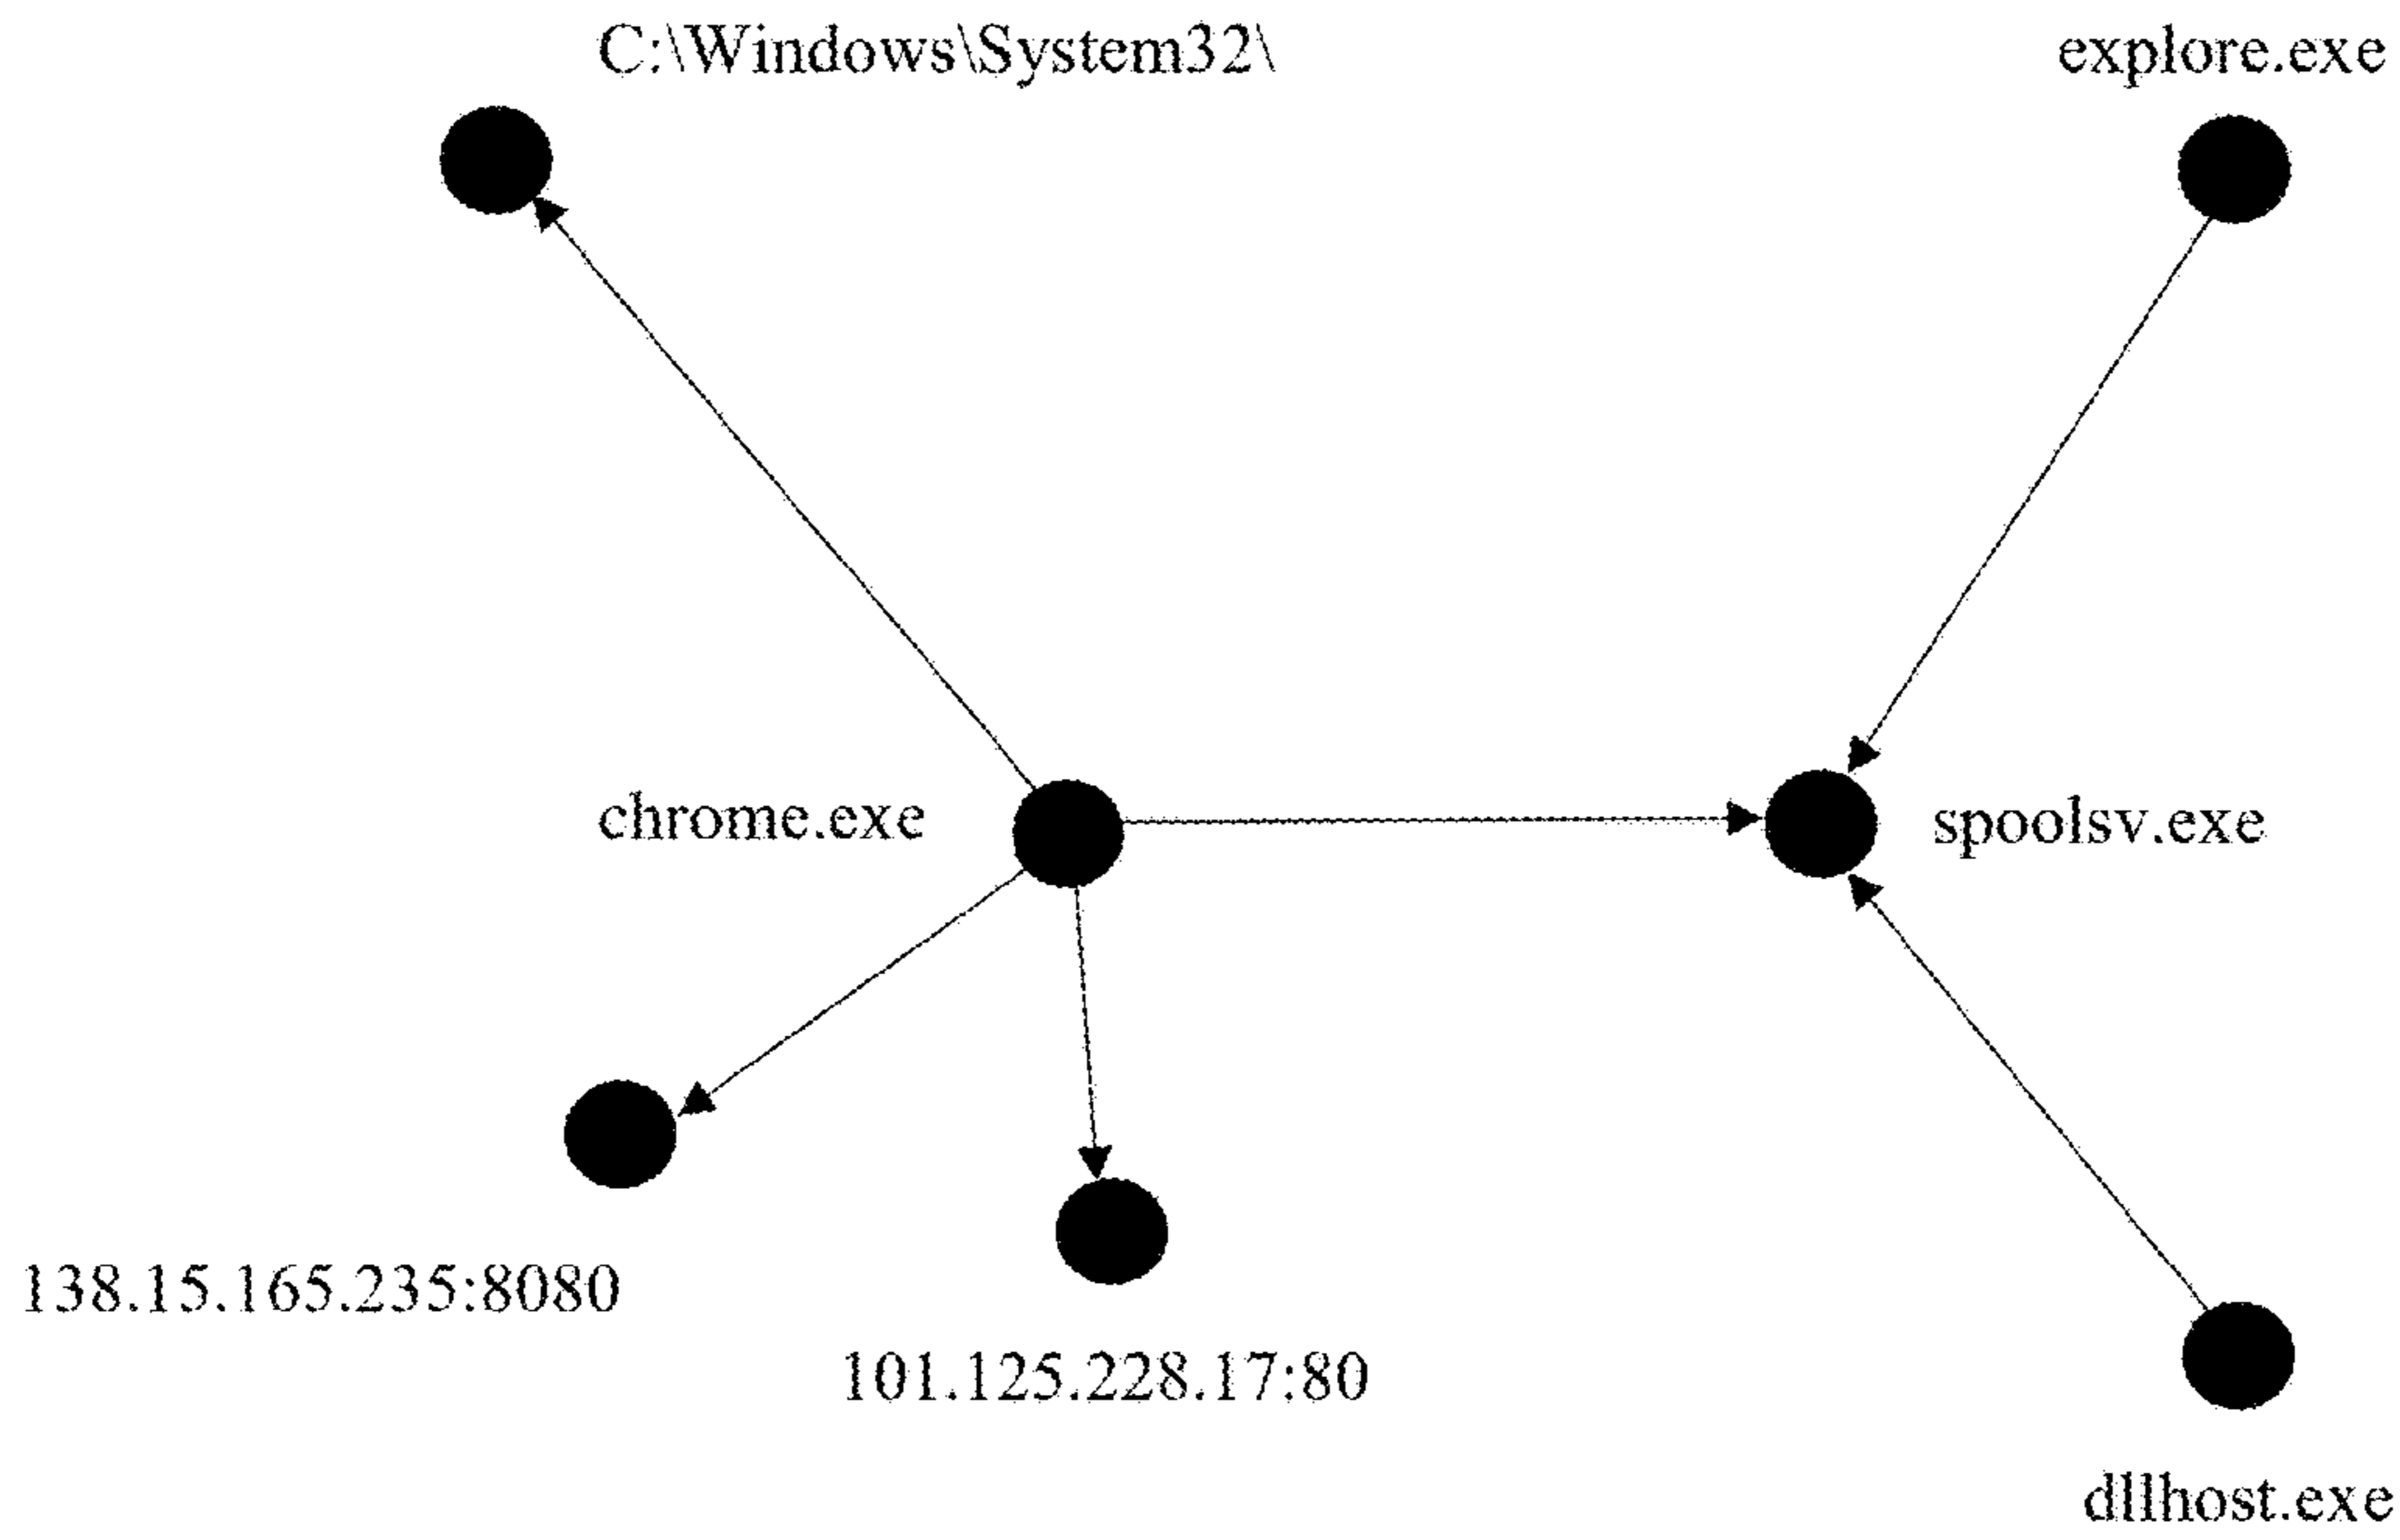 C:\Windows\System32\
explore.exe
chrome.exe
spoolsv.exe
138.15.165.235:8080
101.125.228.17:80
dllhost.exe